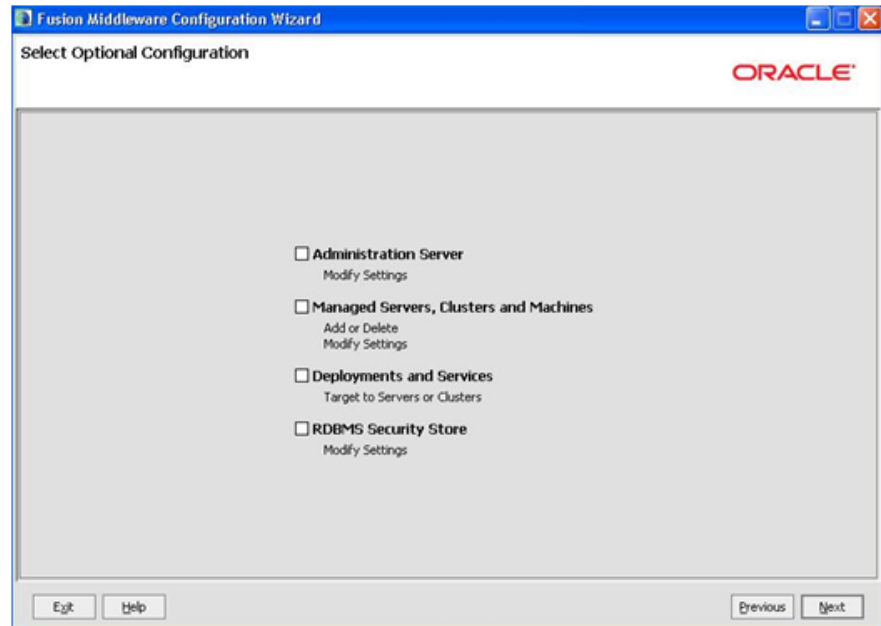 Fusion Middleware Configuration Wizard
Select Optional Configuration
ORACLE
Administration Server
Modify Settings
Managed Servers, Clusters and Machines
Add or Delete
Modify Settings
Deployments and Services
Target to Servers or Clusters
RDBMS Security Store
Modify Settings
Exit Help Previous Next